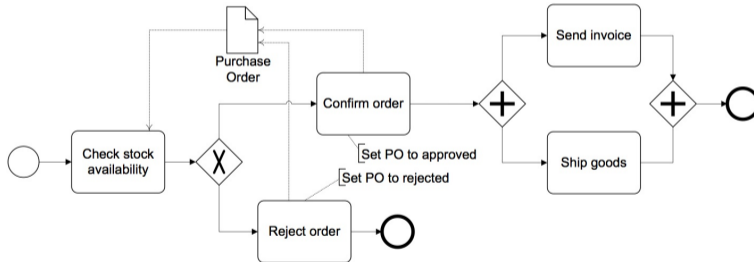 Purchase
Order
Send invoice
Confirm order
Check stock
availability
Set PO to approved
Ship goods
Set PO to rejected
Reject order